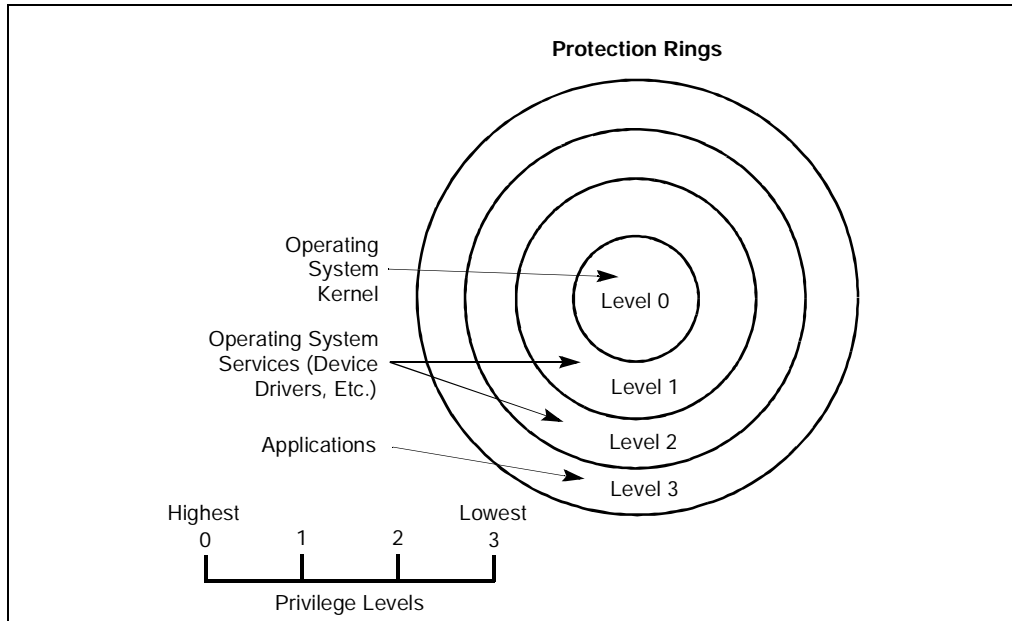 Protection Rings
Operating
System
Kernel
Level 0
Operating System
Services (Device
Drivers, Etc.)
Level 1
Level 2
Applications
Level 3
Highest
Lowest
0
1
2
3
Privilege Levels